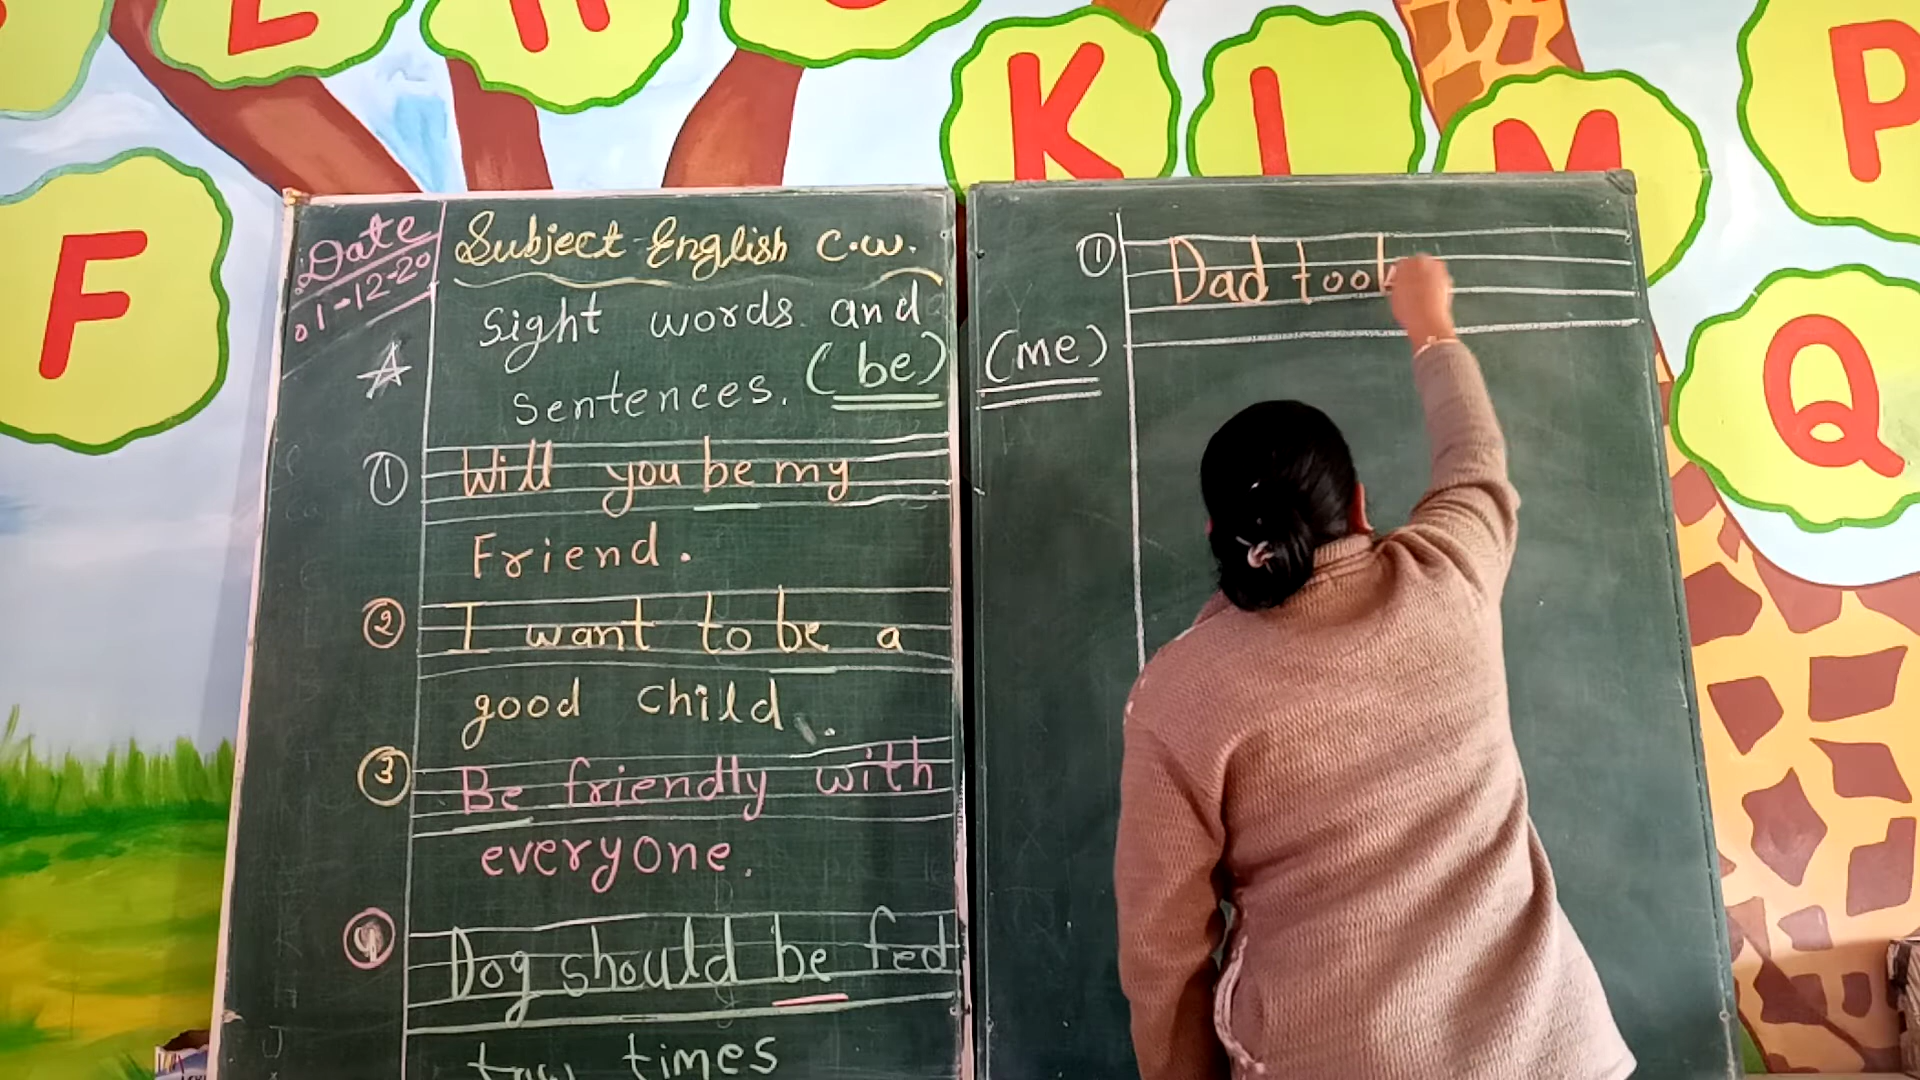 K
L
M
P
F
Q
Date
01-12-20
Subject English C.W.
Sight words and
sentences. (be)
① Will you be my
Friend.
② I want to be a
good child.
③ Be friendly with
everyone.
④ Dog should be fed
times
① Dad took
(me)